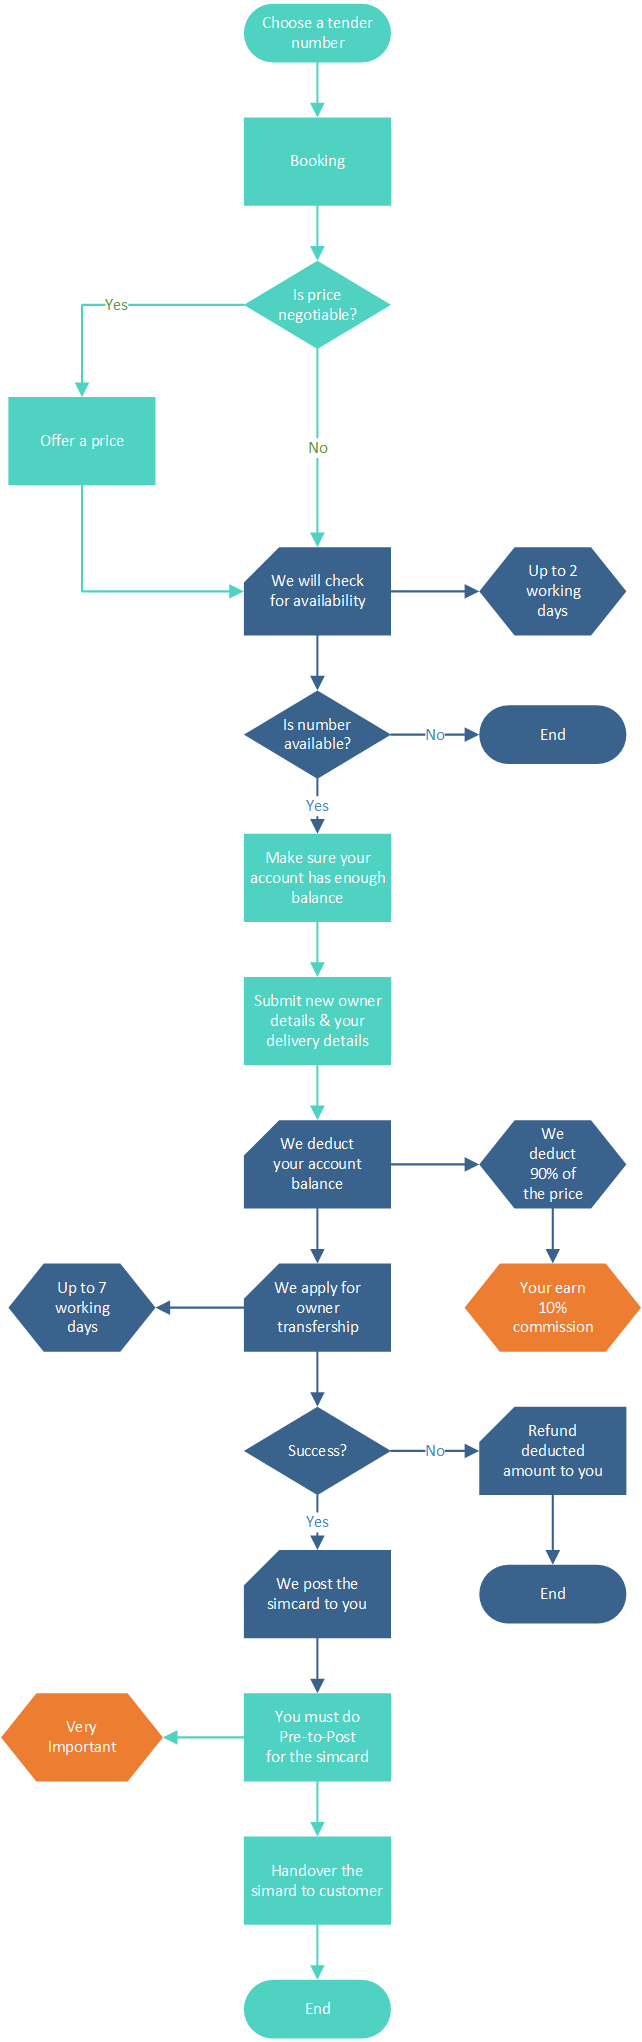 Choose a tender
number
Booking
Is price
negotiable?
Yes
No
Offer a price
We will check
for availability
Up to 2
working
days
Is number
available?
No
End
Yes
Make sure your
account has enough
balance
Submit new owner
details & your
delivery details
We deduct
your account
balance
We
deduct
90% of
the price
Up to 7
working
days
We apply for
owner
transfership
Your earn
10%
commission
Success?
No
Refund
deducted
amount to you
Yes
We post the
simcard to you
End
Very
Important
You must do
Pre-to-Post
for the simcard
Handover the
simard to customer
End